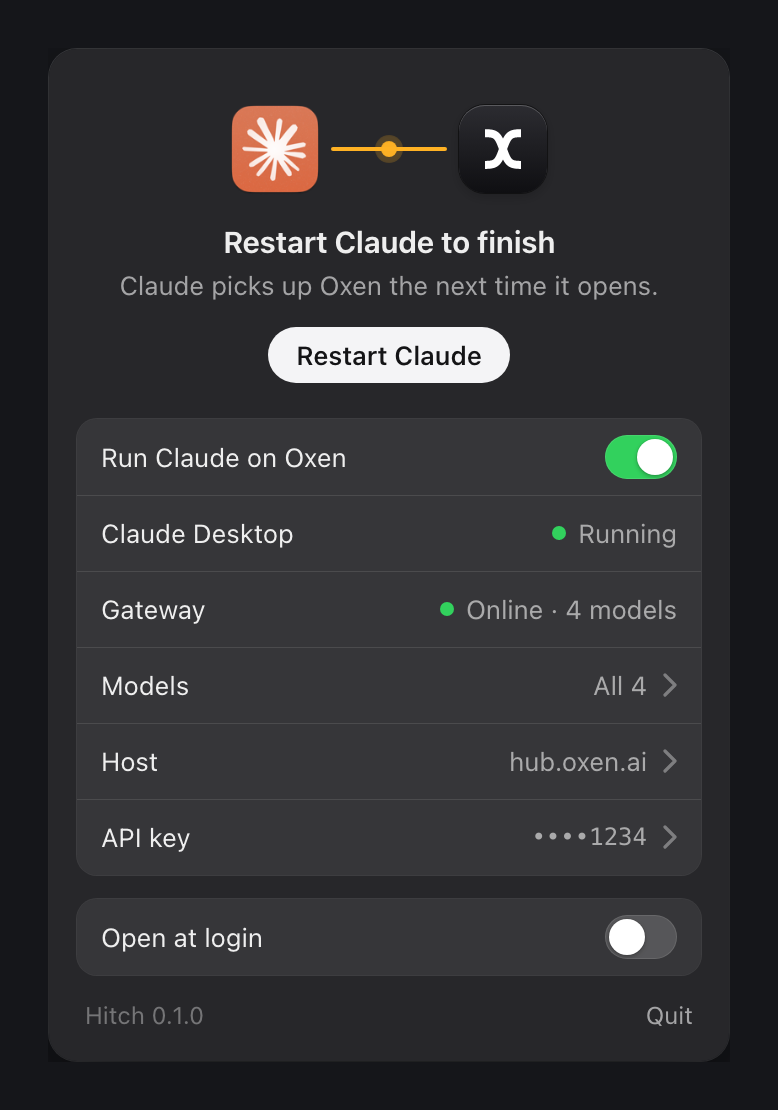 Restart Claude to finish
Claude picks up Oxen the next time it opens.
Restart Claude
Run Claude on Oxen
Claude Desktop Running
Gateway Online · 4 models
Models All 4
Host hub.oxen.ai
API key ••••1234
Open at login
Hitch 0.1.0 Quit